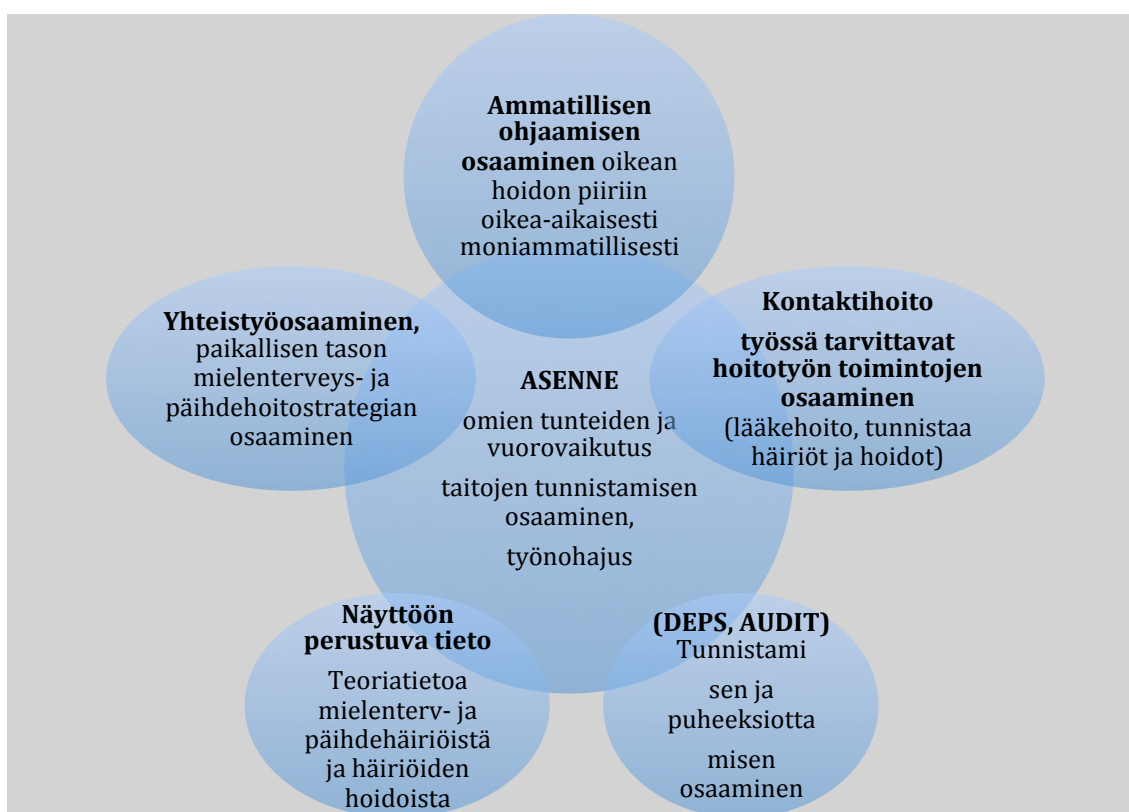 Ammatillisen
ohjaamisen
osaaminen oikean
hoidon piiriin
oikea-aikaisesti
moniammatillisesti
Yhteistyöosaaminen,
paikallisen tason
mielenterveys- ja
päihdehoitostrategian
osaaminen
ASENNE
omien tunteiden ja
vuorovaikutus
taitojen tunnistamisen
osaaminen,
työnohajus
Kontaktihoito
työssä tarvittavat
hoitotyön toimintojen
osaaminen
(lääkehoito, tunnistaa
häiriöt ja hoidot)
Näyttöön
perustuva tieto
Teoriatietoa
mielenterv- ja
päihdehäiriöistä
ja häiriöiden
hoidoista
(DEPS, AUDIT)
Tunnistami
sen ja
puheeksiotta
misen
osaaminen